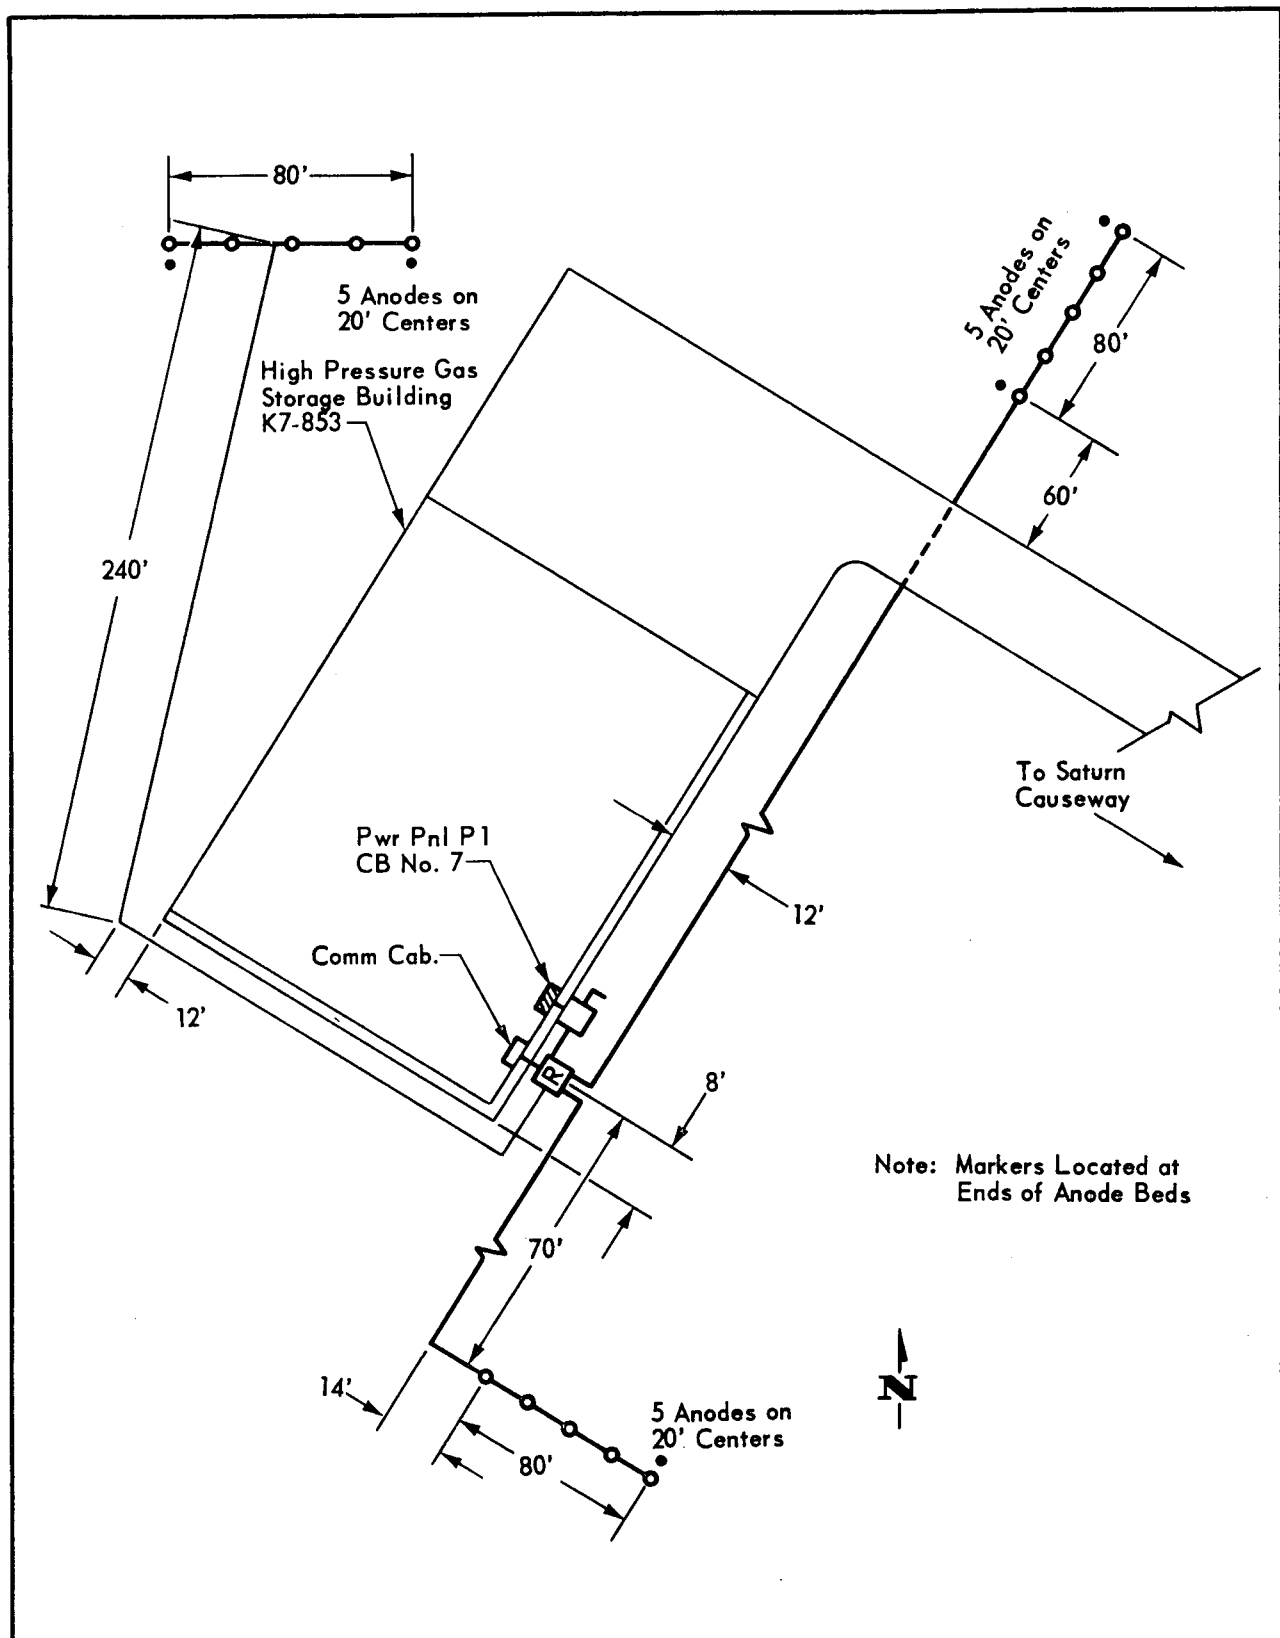 80'
5 Anodes on
20' Centers
5 Anodes on
20' Centers
80'
High Pressure Gas
Storage Building
K7-853
60'
240'
To Saturn
Causeway
Pwr Pnl P1
CB No. 7
12'
Comm Cab.
12'
R
8'
Note: Markers Located at
Ends of Anode Beds
70'
14'
N
5 Anodes on
20' Centers
80'